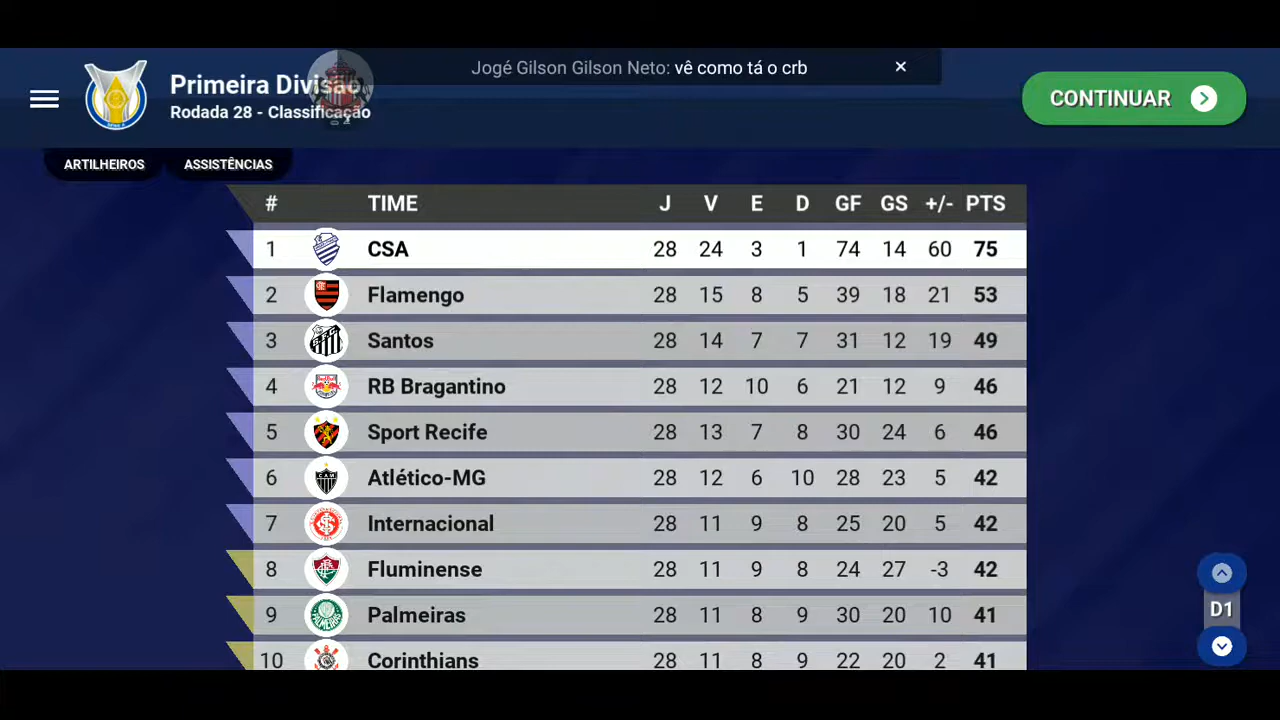 Jogé Gilson Gilson Neto: vê como tá o crb
Primeira Divisão
Rodada 28 - Classificação
CONTINUAR
ARTILHEIROS ASSISTÊNCIAS
# TIME J V E D GF GS +/- PTS
1 CSA 28 24 3 1 74 14 60 75
2 Flamengo 28 15 8 5 39 18 21 53
3 Santos 28 14 7 7 31 12 19 49
4 RB Bragantino 28 12 10 6 21 12 9 46
5 Sport Recife 28 13 7 8 30 24 6 46
6 Atlético-MG 28 12 6 10 28 23 5 42
7 Internacional 28 11 9 8 25 20 5 42
8 Fluminense 28 11 9 8 24 27 -3 42
9 Palmeiras 28 11 8 9 30 20 10 41
10 Corinthians 28 11 8 9 22 20 2 41
D1